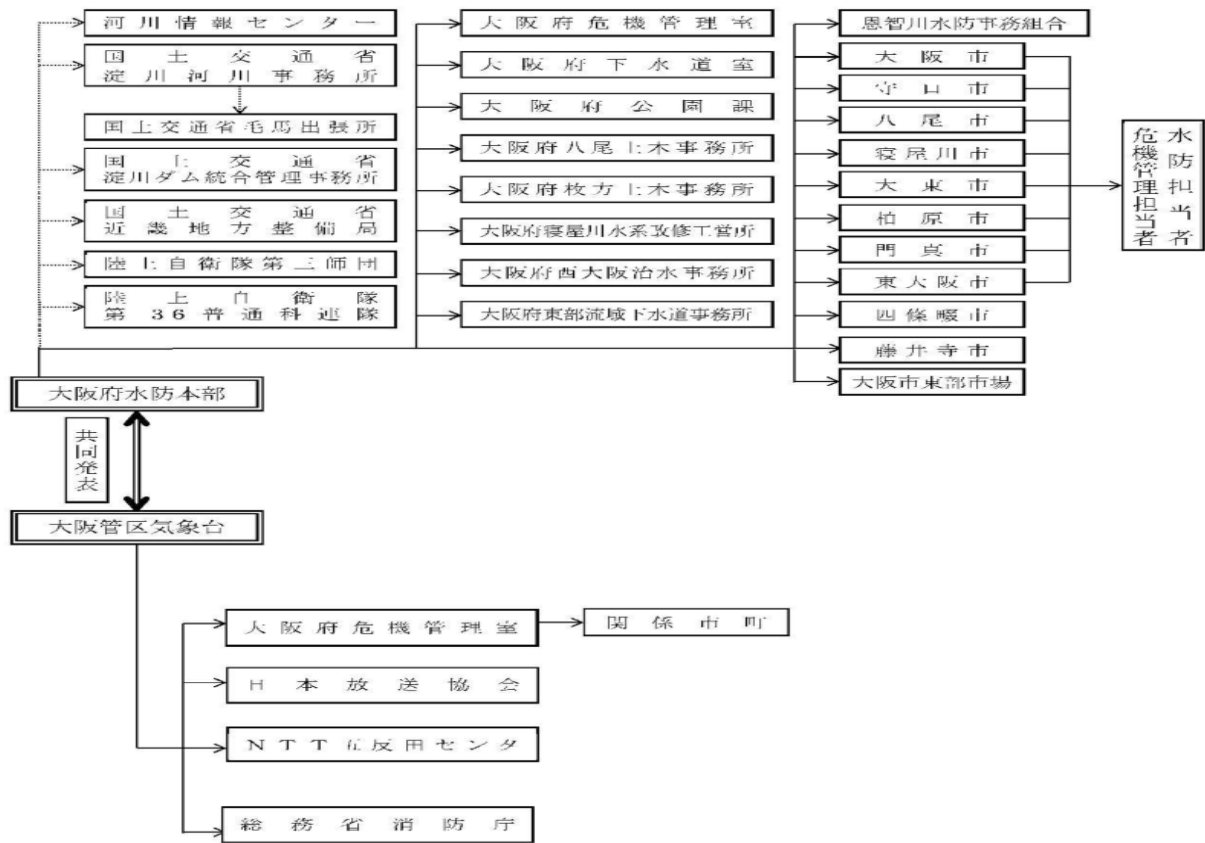 河川情報センター
国土交通省
淀川河川事務所
国土交通省毛馬出張所
国土交通省
淀川ダム統合管理事務所
国土交通省
近畿地方整備局
陸上自衛隊第三師団
陸上自衛隊
第36普通科連隊
大阪府危機管理室
大阪府下水道室
大阪府公園課
大阪府八尾土木事務所
大阪府枚方土木事務所
大阪府寝屋川水系改修工営所
大阪府西大阪治水事務所
大阪府東部流域下水道事務所
恩智川水防事務組合
大阪市
守口市
八尾市
寝屋川市
大東市
柏原市
門真市
東大阪市
四條畷市
藤井寺市
大阪市東部市場
水防担当者
危機管理担当者
大阪府水防本部
共同発表
大阪管区気象台
大阪府危機管理室
関係市町
日本放送協会
NTT
センタ
総務省消防庁